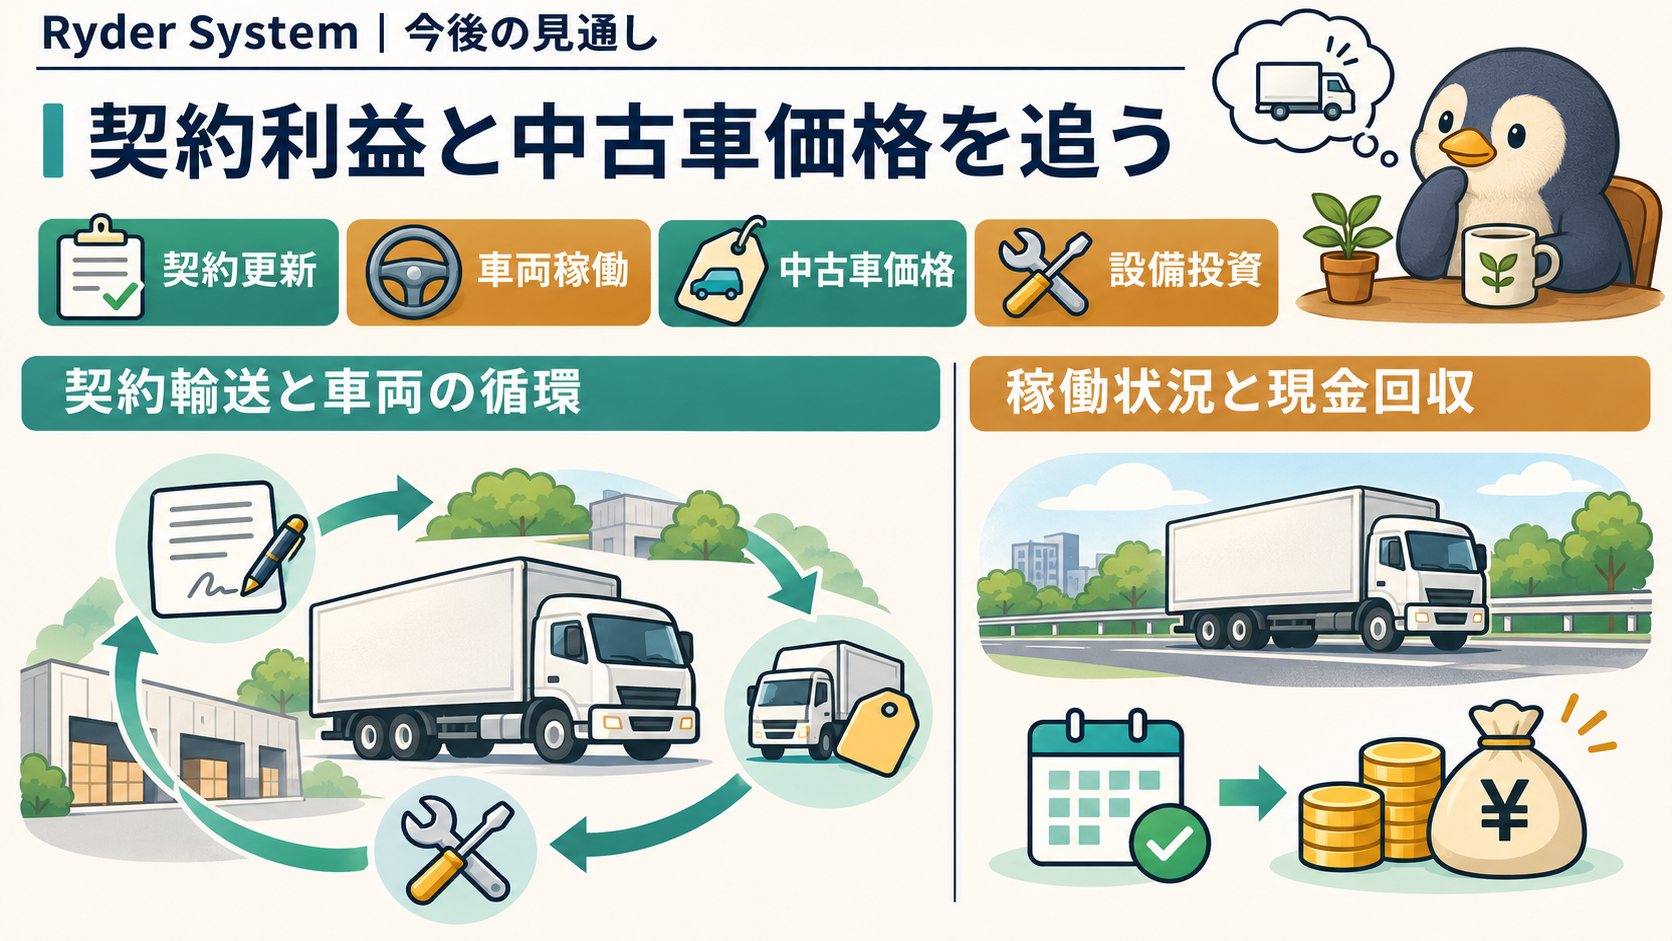 Ryder System｜今後の見通し
契約利益と中古車価格を追う
契約更新
車両稼働
中古車価格
設備投資
契約輸送と車両の循環
稼働状況と現金回収
¥